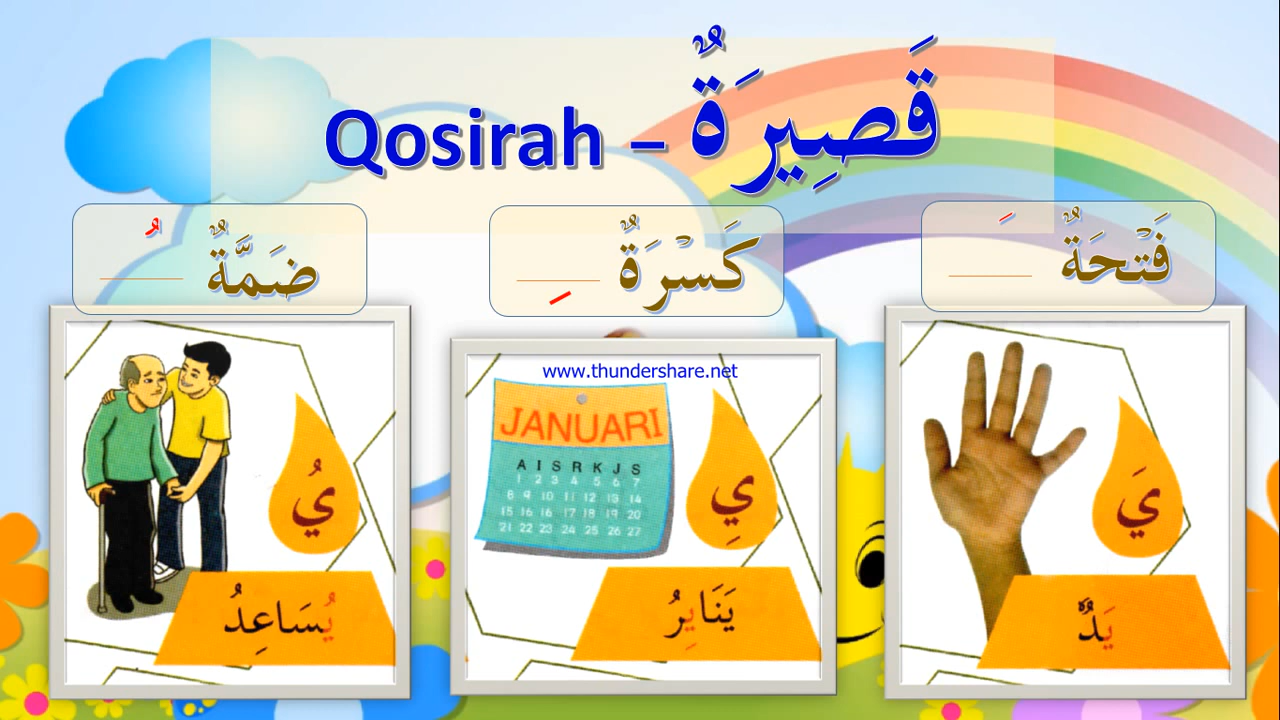 قَصِيرَةٌ – Qosirah
فَتْحَةٌ ـَ
كَسْرَةٌ ـِ
ضَمَّةٌ ـُ
يَ
يَدٌ
www.thundershare.net
JANUARI
A I S R K J S
1 2 3 4 5 6 7
8 9 10 11 12 13 14
15 16 16 17 18 19 20
21 22 23 24 25 26 27
يِ
يَنَايِرُ
يُ
يُسَاعِدُ